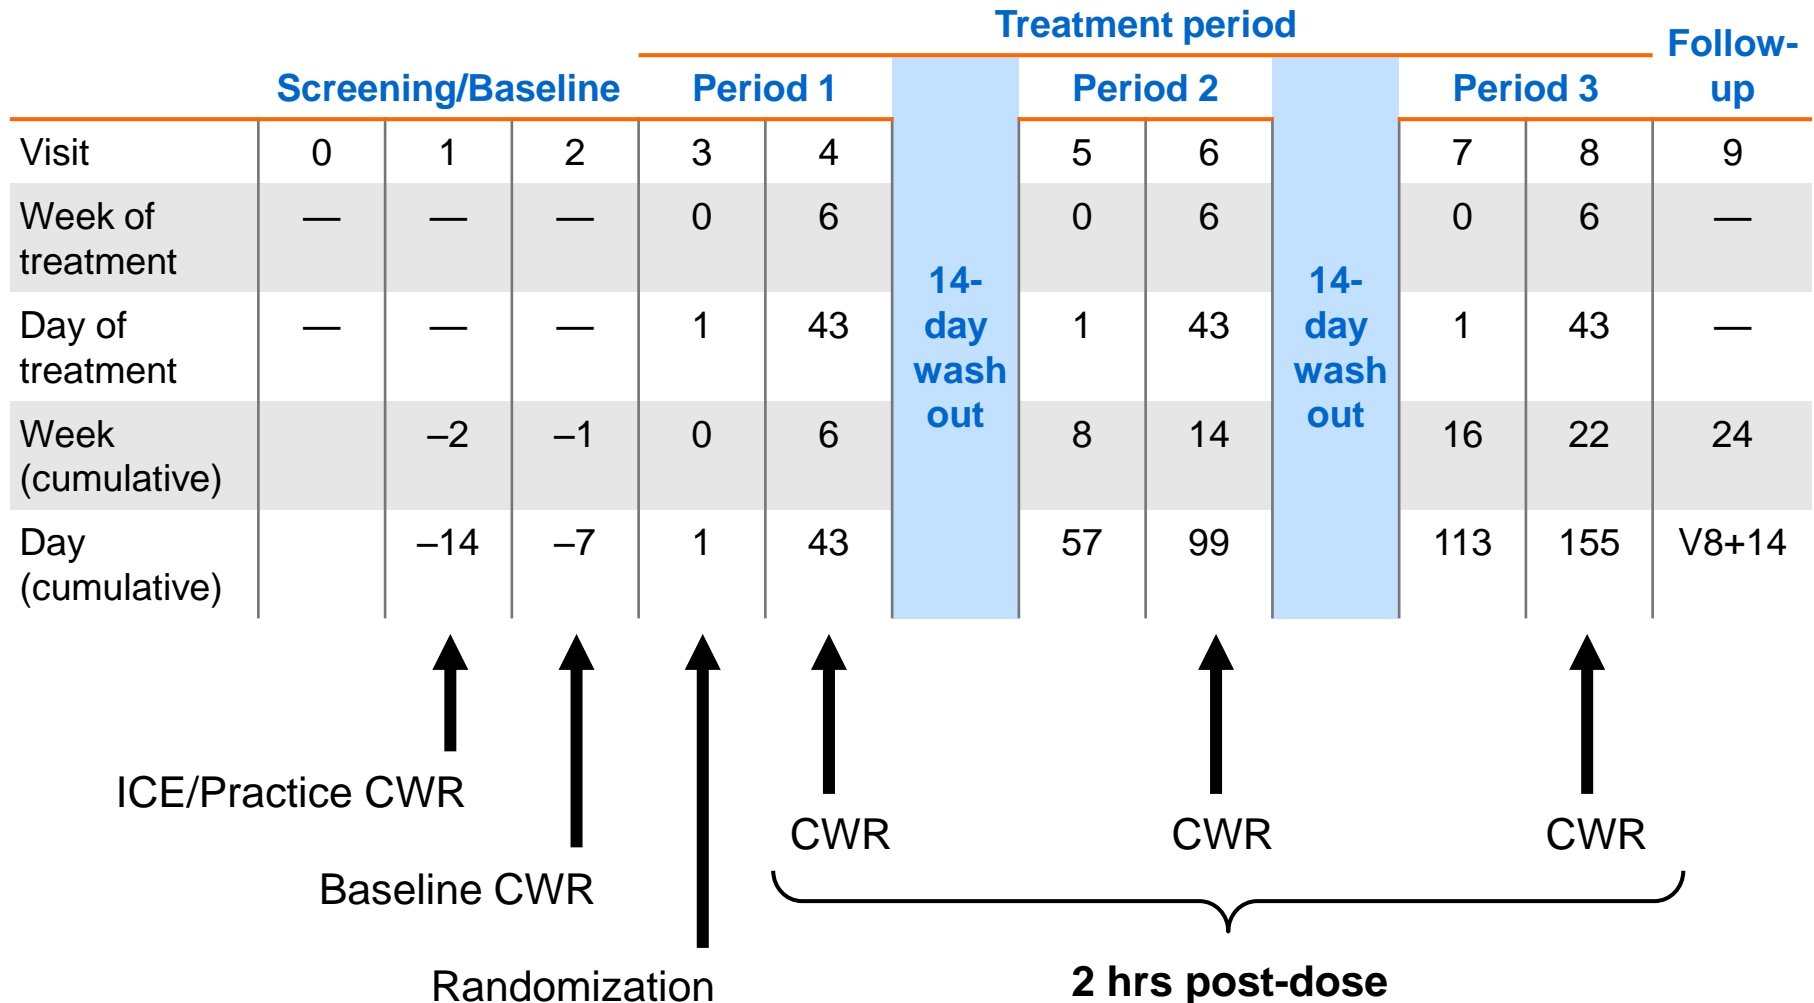 Treatment period
Follow-
up
Screening/Baseline Period 1 Period 2 Period 3
Visit 0 1 2 3 4 5 6 7 8 9
Week of
treatment — — — 0 6 0 6 0 6 —
14-
day
wash
out
14-
day
wash
out
Day of
treatment — — — 1 43 1 43 1 43 —
Week
(cumulative) –2 –1 0 6 8 14 16 22 24
Day
(cumulative) –14 –7 1 43 57 99 113 155 V8+14
ICE/Practice CWR
CWR CWR CWR
Baseline CWR
Randomization
2 hrs post-dose